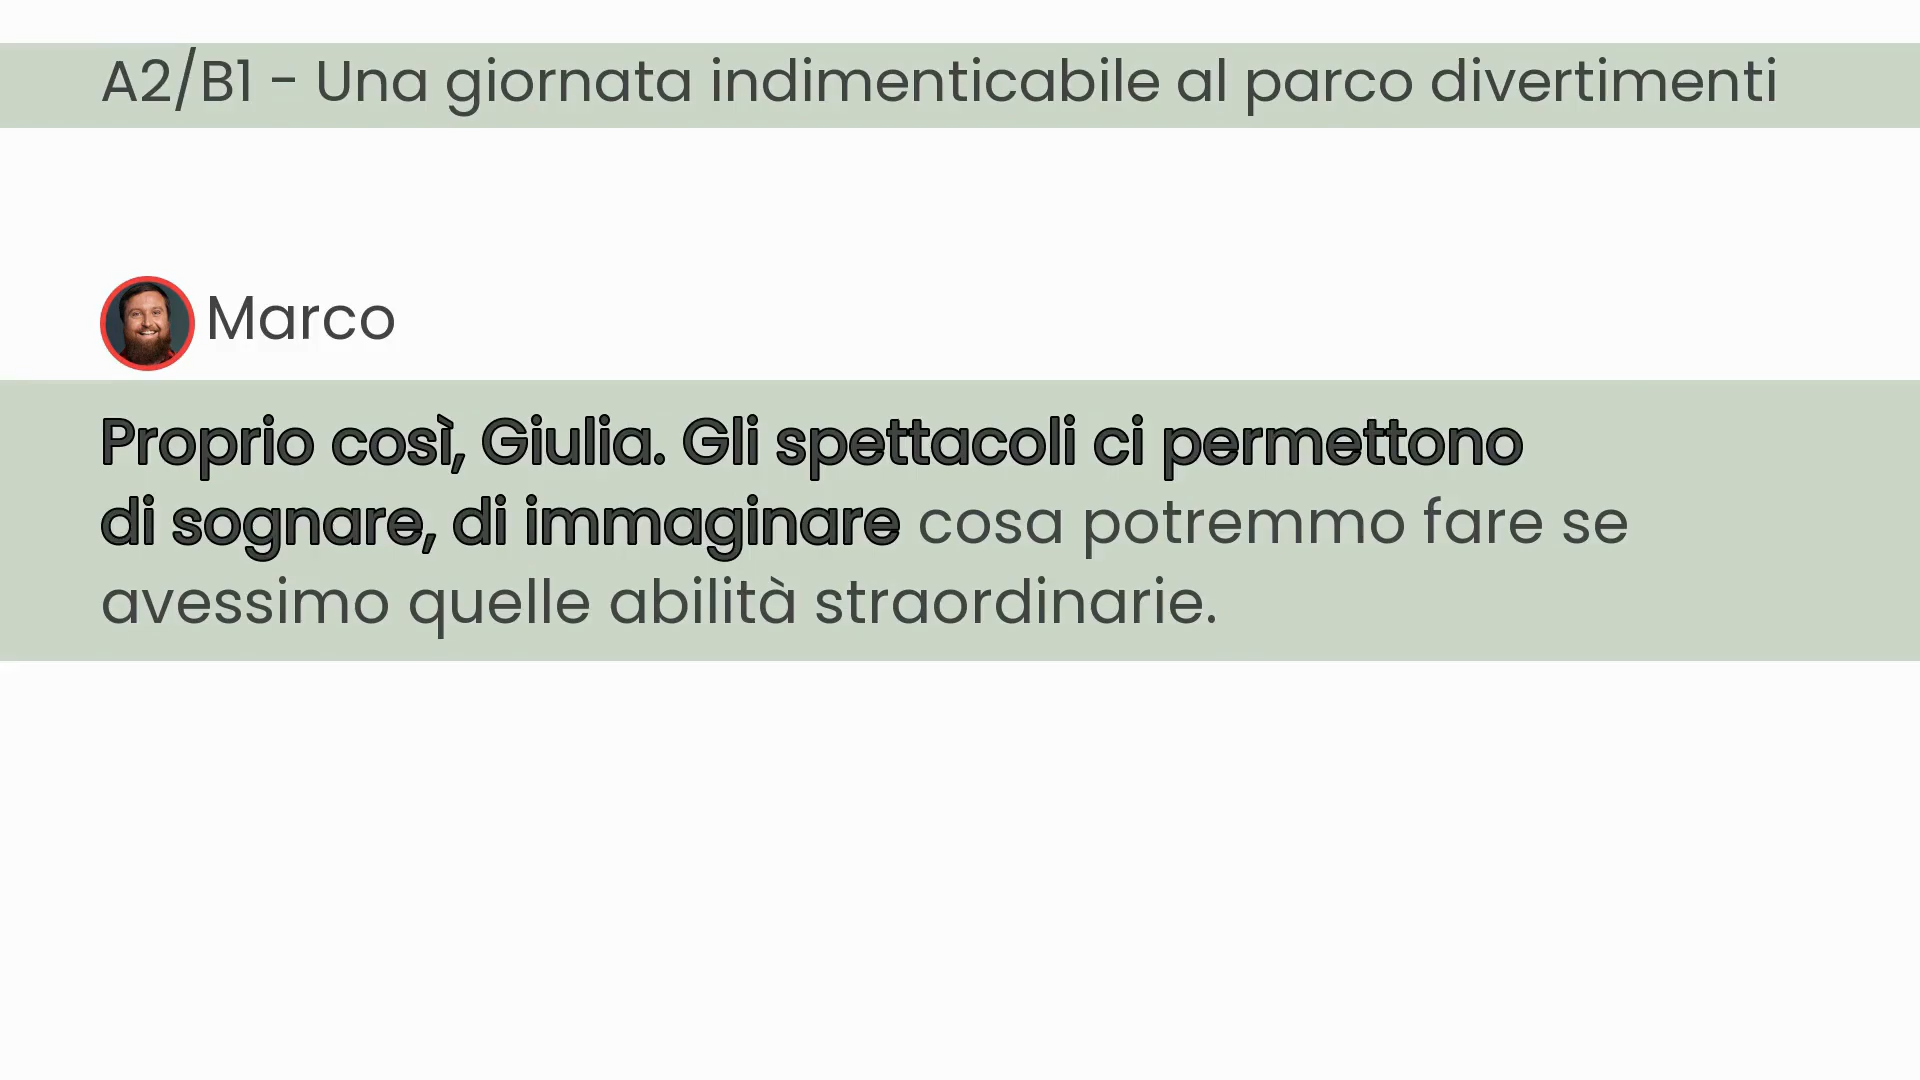 A2/B1 - Una giornata indimenticabile al parco divertimenti
Marco
Proprio così, Giulia. Gli spettacoli ci permettono
di sognare, di immaginare cosa potremmo fare se
avessimo quelle abilità straordinarie.